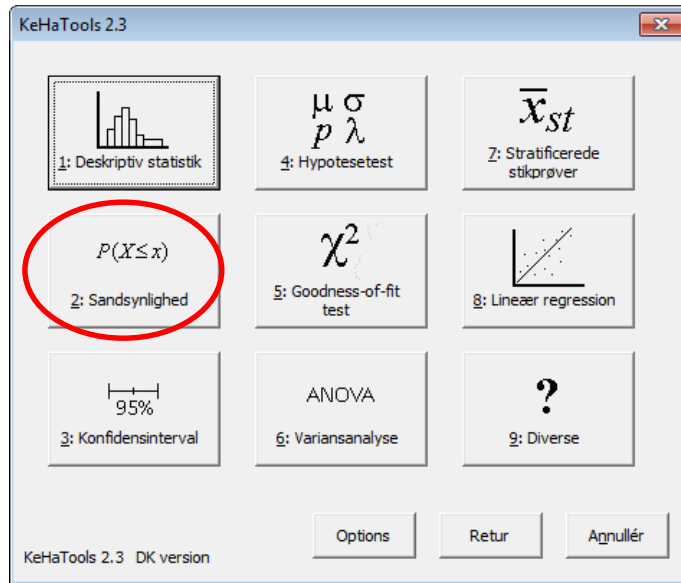 KeHaTools 2.3
1: Deskriptiv statistik
μ σ
p λ
4: Hypotesetest
x̅st
7: Stratificerede
stikprøver
P(X≤x)
2: Sandsynlighed
χ²
5: Goodness-of-fit
test
8: Lineær regression
95%
3: Konfidensinterval
ANOVA
6: Variansanalyse
?
9: Diverse
Options
Retur
Annullér
KeHaTools 2.3 DK version